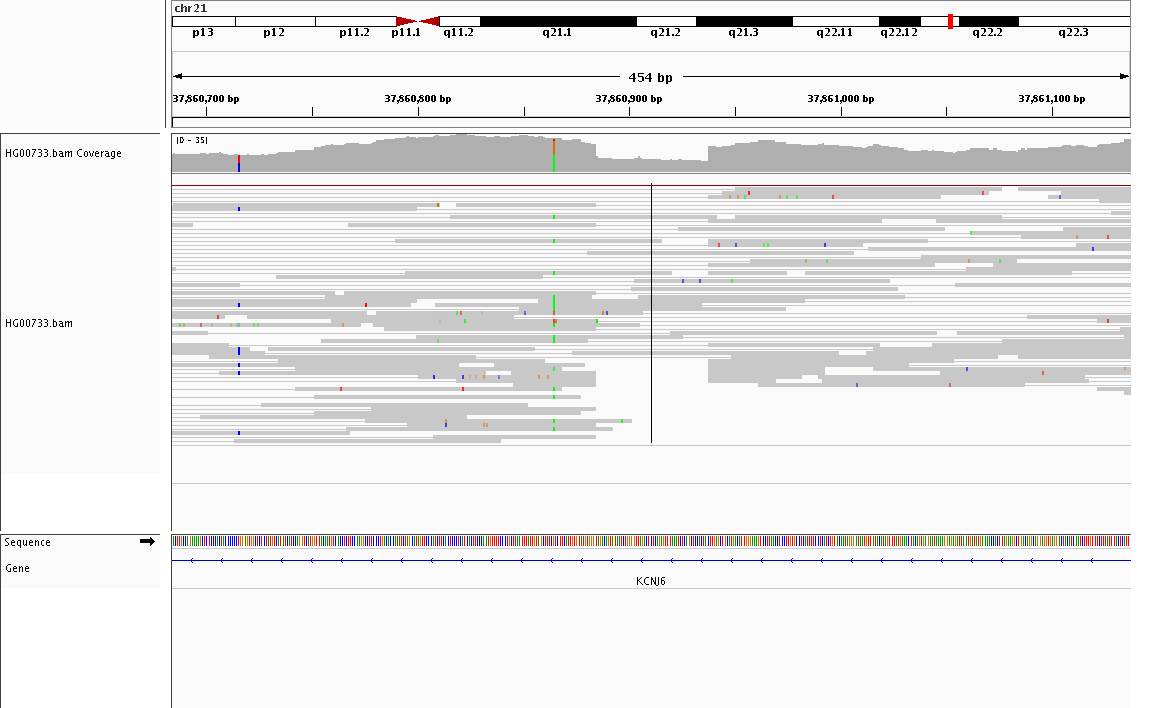 chr21
p13 p12 p11.2 p11.1 q11.2 q21.1 q21.2 q21.3 q22.11 q22.12 q22.2 q22.3
454 bp
37,860,700 bp 37,860,800 bp 37,860,900 bp 37,861,000 bp 37,861,100 bp
HG00733.bam Coverage
[0 - 35]
HG00733.bam
Sequence
Gene
KCNJ6